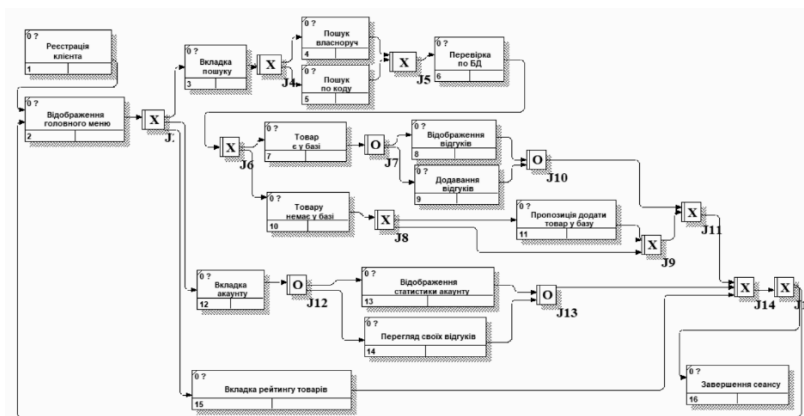 0 ?
Реєстрація
клієнта
1
0 ?
Відображення
головного меню
2
X
J.
0 ?
Вкладка
пошуку
3
X
J4
0 ?
Пошук
власноруч
4
0 ?
Пошук
по коду
5
X
J5
0 ?
Перевірка
по БД
6
X
J6
0 ?
Товар
є у базі
7
O
J7
0 ?
Відображення
відгуків
8
0 ?
Додавання
відгуків
9
O
J10
0 ?
Товару
немає у базі
10
X
J8
0 ?
Пропозиція додати
товар у базу
11
X
J9
X
J11
0 ?
Вкладка
акаунту
12
O
J12
0 ?
Відображення
статистики акаунту
13
0 ?
Перегляд своїх відгуків
14
O
J13
X
J14
X
0 ?
Вкладка рейтингу товарів
15
0 ?
Завершення сеансу
16